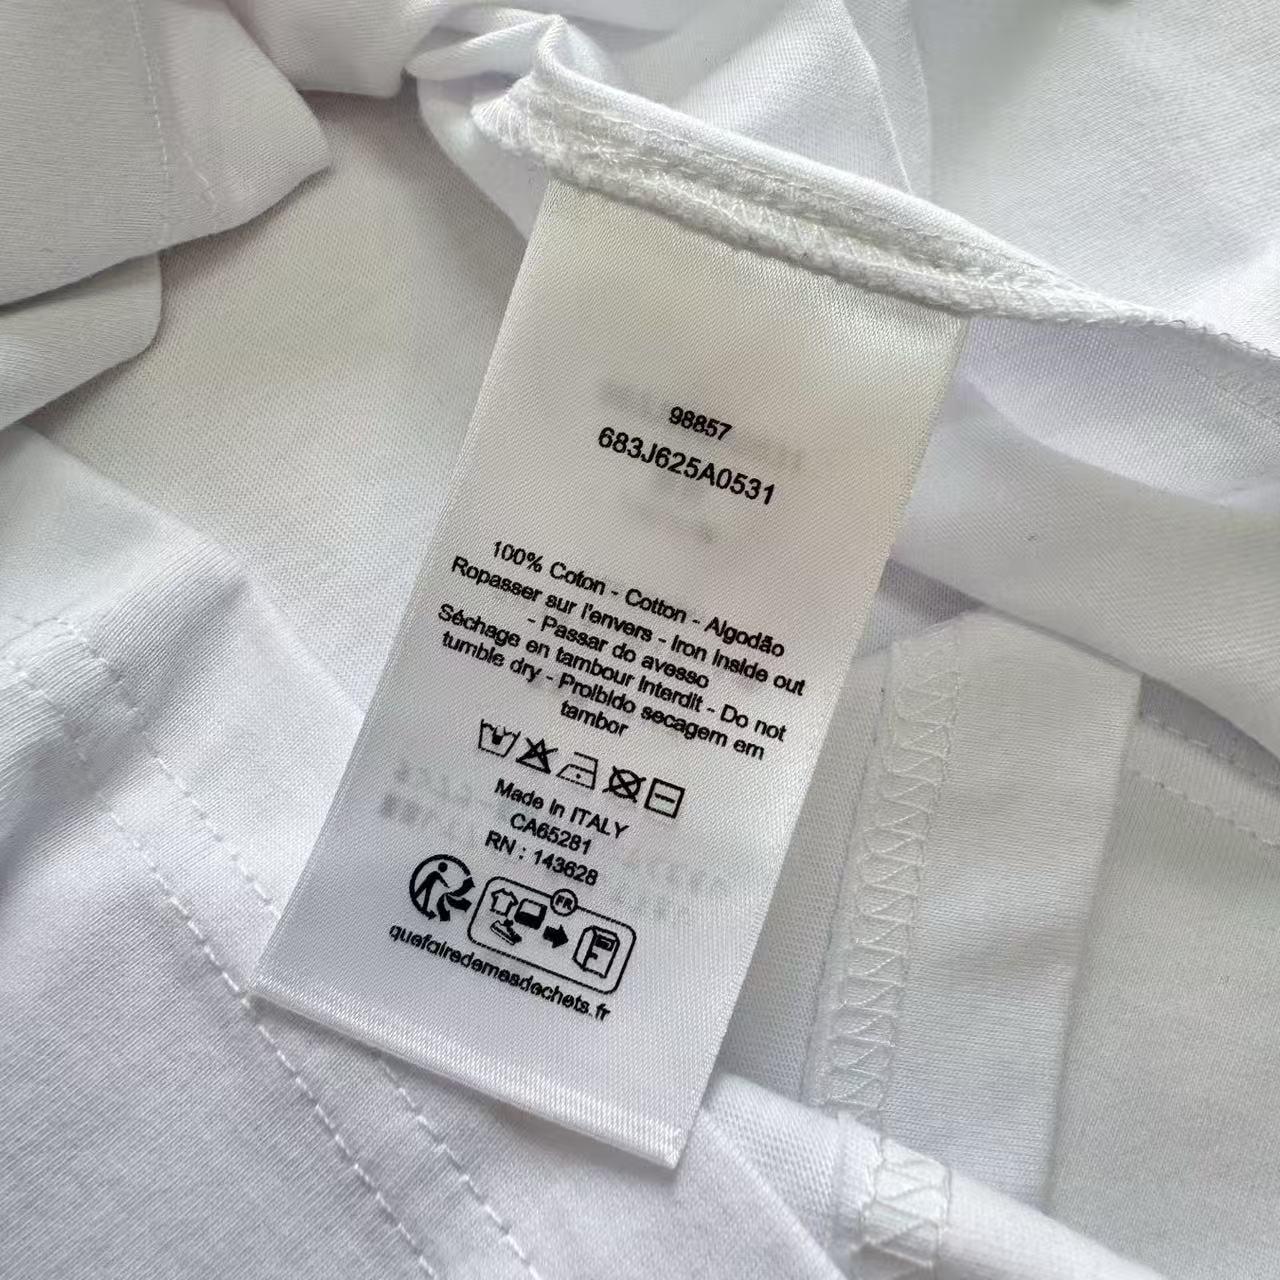 98857
683J625A0531
100% Coton - Cotton - Algodão
Ropasser sur l'envers - Iron Inside out
- Passar do avesso
Séchage en tambour Interdit - Do not
tumble dry - Proibido secagem em
tambor
Made In ITALY
CA65281
RN : 143628
FR
quefairedemesdechets.fr